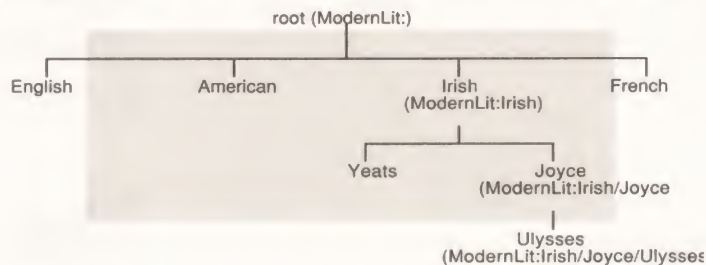 root (ModernLit:)
English American Irish French
(ModernLit:Irish)
Yeats Joyce
(ModernLit:Irish/Joyce
Ulysses
(ModernLit:Irish/Joyce/Ulysses